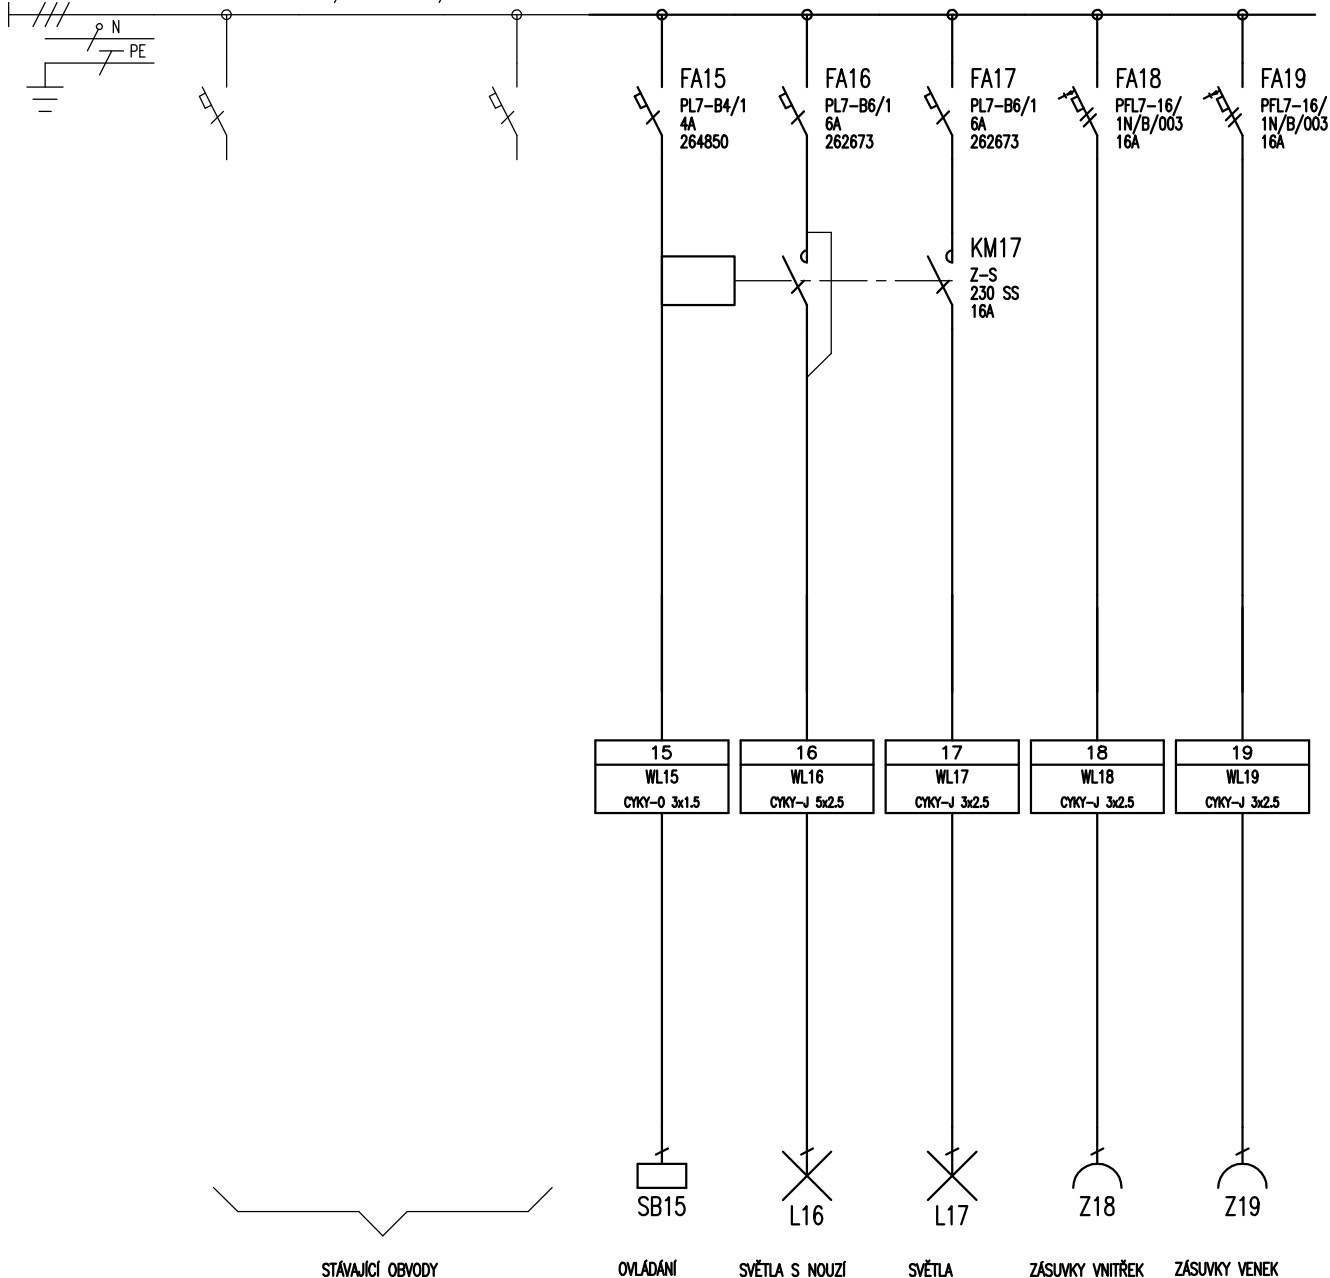 N
PE
FA15
PL7-B4/1
4A
264850
FA16
PL7-B6/1
6A
262673
FA17
PL7-B6/1
6A
262673
FA18
PFL7-16/
1N/B/003
16A
FA19
PFL7-16/
1N/B/003
16A
KM17
Z-S
230 SS
16A
15
WL15
CYKY-O 3x1.5
16
WL16
CYKY-J 5x2.5
17
WL17
CYKY-J 3x2.5
18
WL18
CYKY-J 3x2.5
19
WL19
CYKY-J 3x2.5
SB15
L16
L17
Z18
Z19
STÁVAJÍCÍ OBVODY
OVLÁDÁNÍ
SVĚTLA S NOUZÍ
SVĚTLA
ZÁSUVKY VNITŘEK
ZÁSUVKY VENEK